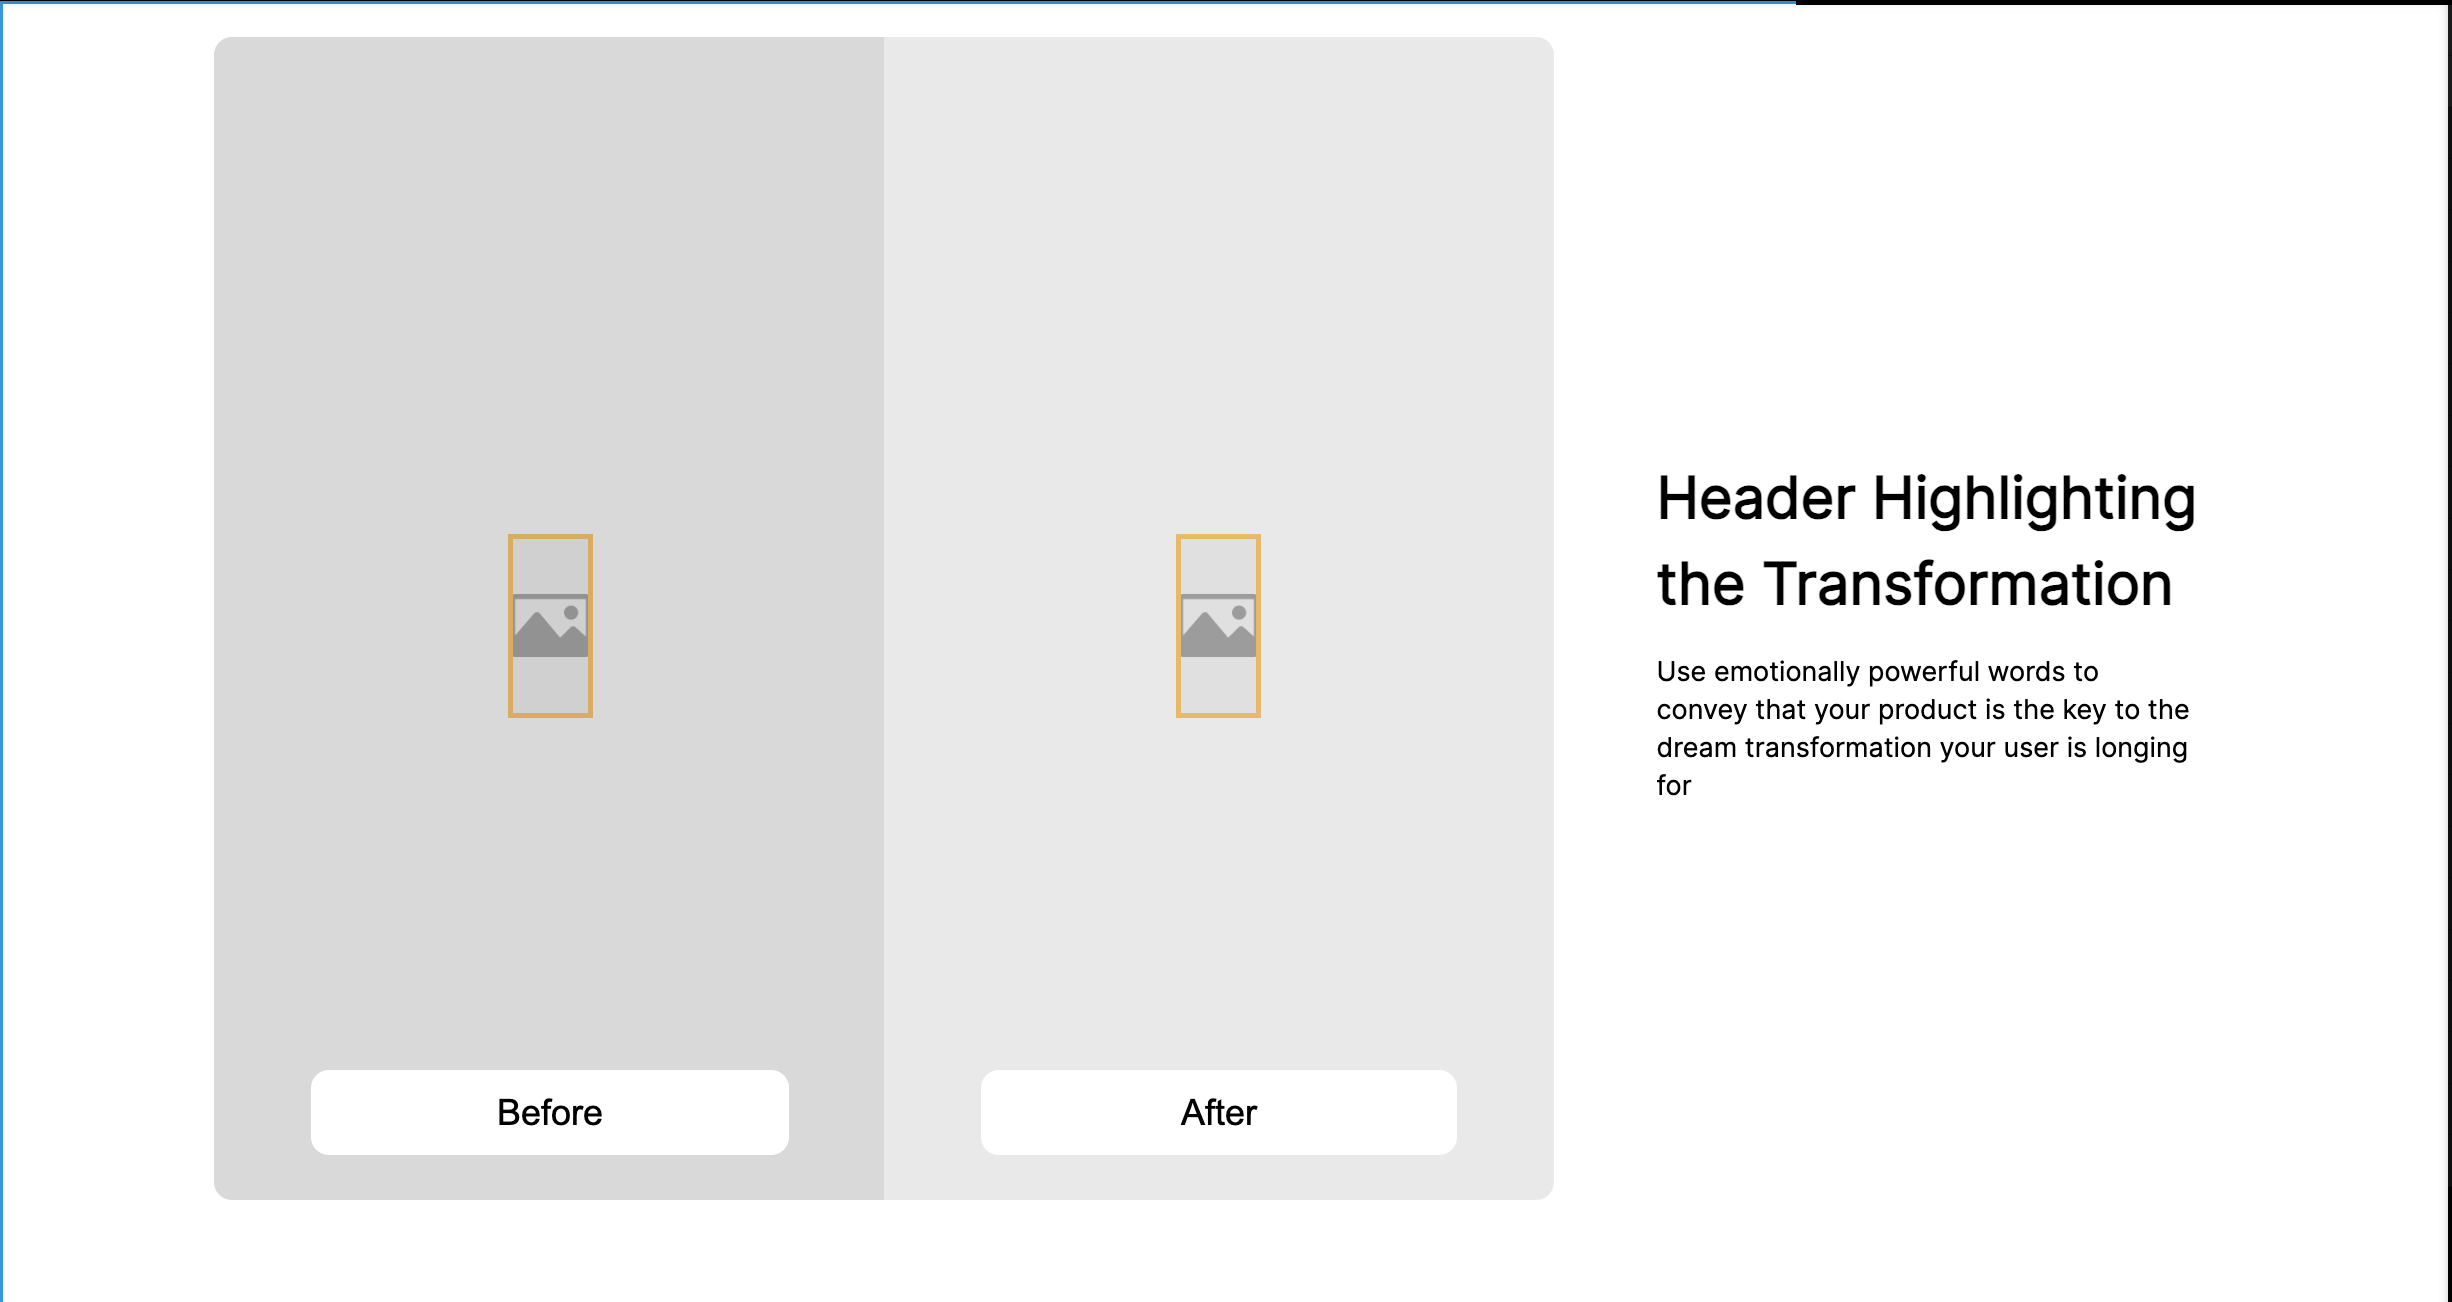 Before
After
Header Highlighting
the Transformation
Use emotionally powerful words to
convey that your product is the key to the
dream transformation your user is longing
for